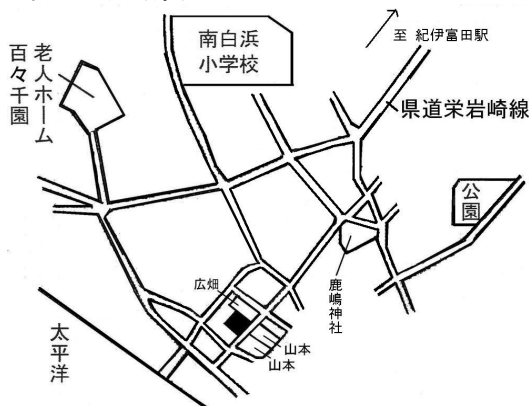 南白浜
小学校
至 紀伊富田駅
老人ホーム
百々千園
県道栄岩崎線
公園
広畑
鹿嶋神社
山本
山本
太平洋